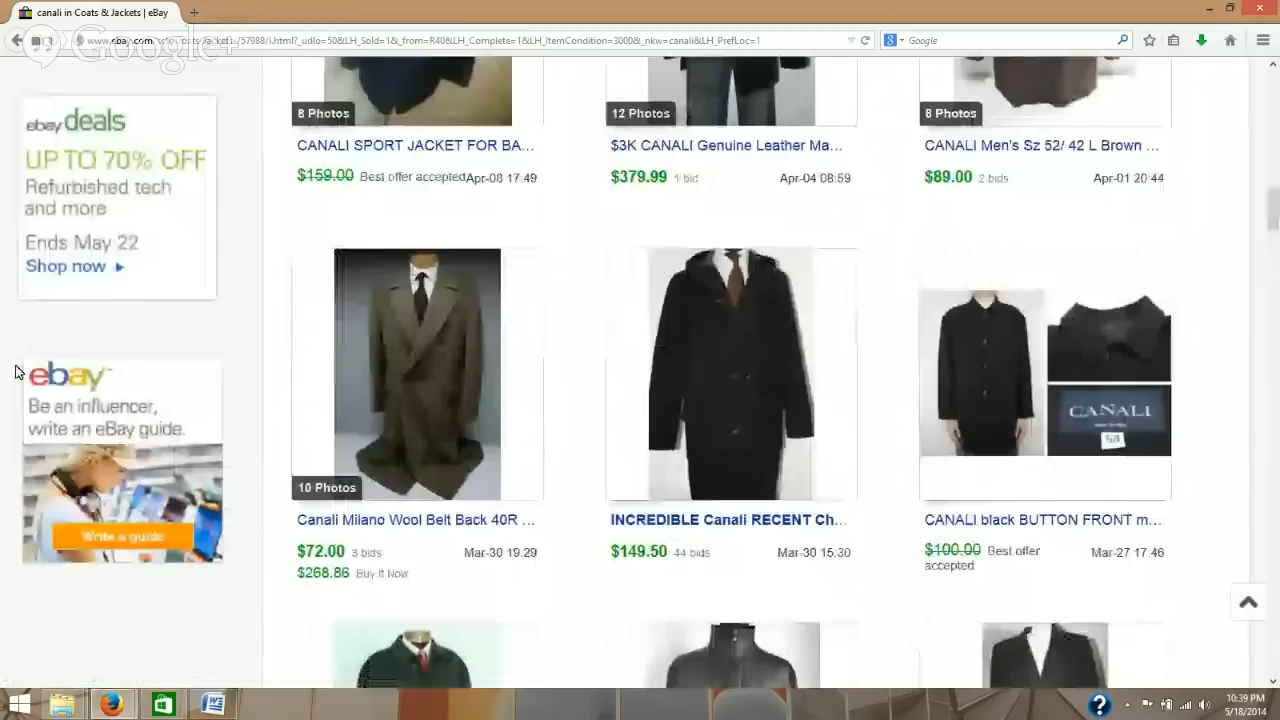 canali in Coats & Jackets | eBay
Google+
Google
ebay deals
UP TO 70% OFF
Refurbished tech
and more
Ends May 22
Shop now
8 Photos
12 Photos
8 Photos
CANALI SPORT JACKET FOR BA...
$3K CANALI Genuine Leather Ma...
CANALI Men's Sz 52/ 42 L Brown ...
$159.00 Best offer accepted Apr-08 17:49
$379.99 1 bid Apr-04 08:59
$89.00 2 bids Apr-01 20:44
ebay
Be an influencer,
write an eBay guide.
Write a guide
CANALI
10 Photos
Canali Milano Wool Belt Back 40R ...
INCREDIBLE Canali RECENT Ch...
CANALI black BUTTON FRONT m...
$72.00 3 bids Mar-30 19:29
$268.86 Buy It Now
$149.50 44 bids Mar-30 15:30
$100.00 Best offer
accepted
Mar-27 17:46
10:39 PM
5/18/2014